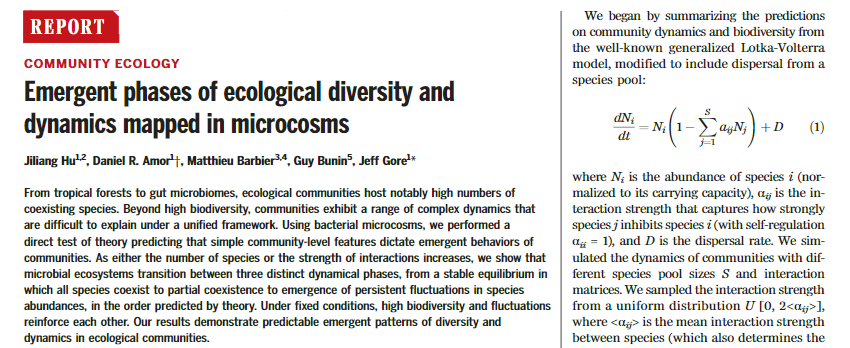 REPORT
COMMUNITY ECOLOGY
Emergent phases of ecological diversity and
dynamics mapped in microcosms
Jiliang Hu1,2, Daniel R. Amor1†, Matthieu Barbier3,4, Guy Bunin5, Jeff Gore1*
From tropical forests to gut microbiomes, ecological communities host notably high numbers of
coexisting species. Beyond high biodiversity, communities exhibit a range of complex dynamics that
are difficult to explain under a unified framework. Using bacterial microcosms, we performed a
direct test of theory predicting that simple community-level features dictate emergent behaviors of
communities. As either the number of species or the strength of interactions increases, we show that
microbial ecosystems transition between three distinct dynamical phases, from a stable equilibrium in
which all species coexist to partial coexistence to emergence of persistent fluctuations in species
abundances, in the order predicted by theory. Under fixed conditions, high biodiversity and fluctuations
reinforce each other. Our results demonstrate predictable emergent patterns of diversity and
dynamics in ecological communities.
We began by summarizing the predictions
on community dynamics and biodiversity from
the well-known generalized Lotka-Volterra
model, modified to include dispersal from a
species pool:
dNi/dt = Ni(1 − ∑_{j=1}^{S} αijNj) + D (1)
where Ni is the abundance of species i (nor-
malized to its carrying capacity), αij is the in-
teraction strength that captures how strongly
species j inhibits species i (with self-regulation
αii = 1), and D is the dispersal rate. We sim-
ulated the dynamics of communities with dif-
ferent species pool sizes S and interaction
matrices. We sampled the interaction strength
from a uniform distribution U [0, 2<αij>],
where <αij> is the mean interaction strength
between species (which also determines the